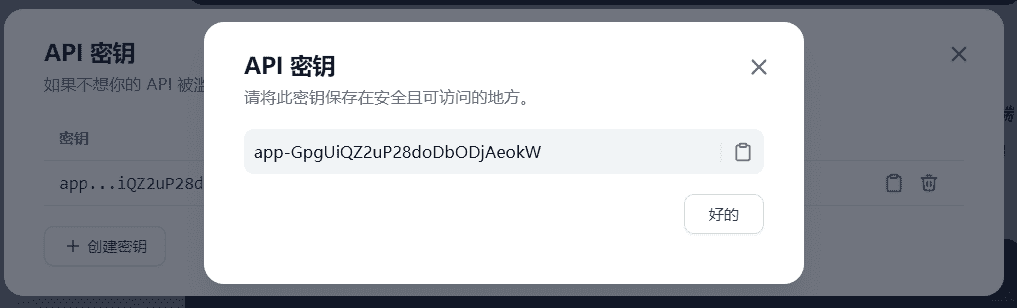 API 密钥
如果不想你的 API 被滥
密钥
app...iQZ2uP28d
创建密钥
API 密钥
请将此密钥保存在安全且可访问的地方。
app-GpgUiQZ2uP28doDbODjAeokW
好的